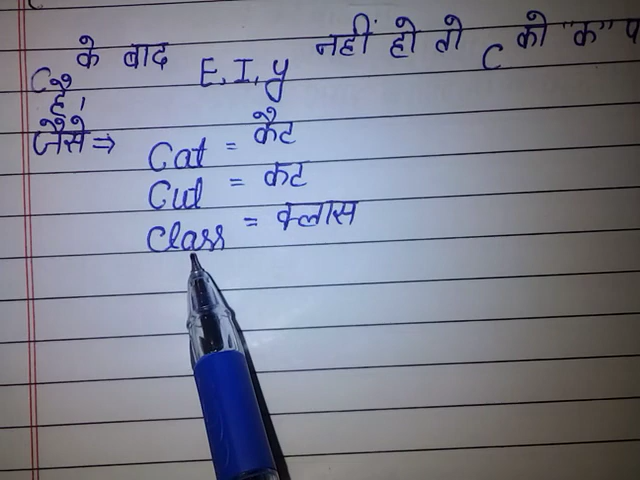 C के बाद E, I, y नहीं हो तो C को "क" प
है।
जैसे ⇒ Cat = कैट
Cut = कट
Class = क्लास